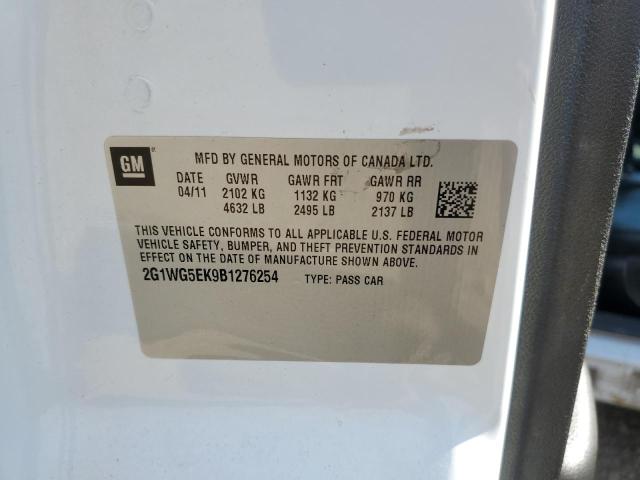 GM
MFD BY GENERAL MOTORS OF CANADA LTD.
DATE GVWR GAWR FRT GAWR RR
04/11 2102 KG 1132 KG 970 KG
4632 LB 2495 LB 2137 LB
THIS VEHICLE CONFORMS TO ALL APPLICABLE U.S. FEDERAL MOTOR
VEHICLE SAFETY, BUMPER, AND THEFT PREVENTION STANDARDS IN
EFFECT ON THE DATE OF MANUFACTURE SHOWN ABOVE.
2G1WG5EK9B1276254 TYPE: PASS CAR